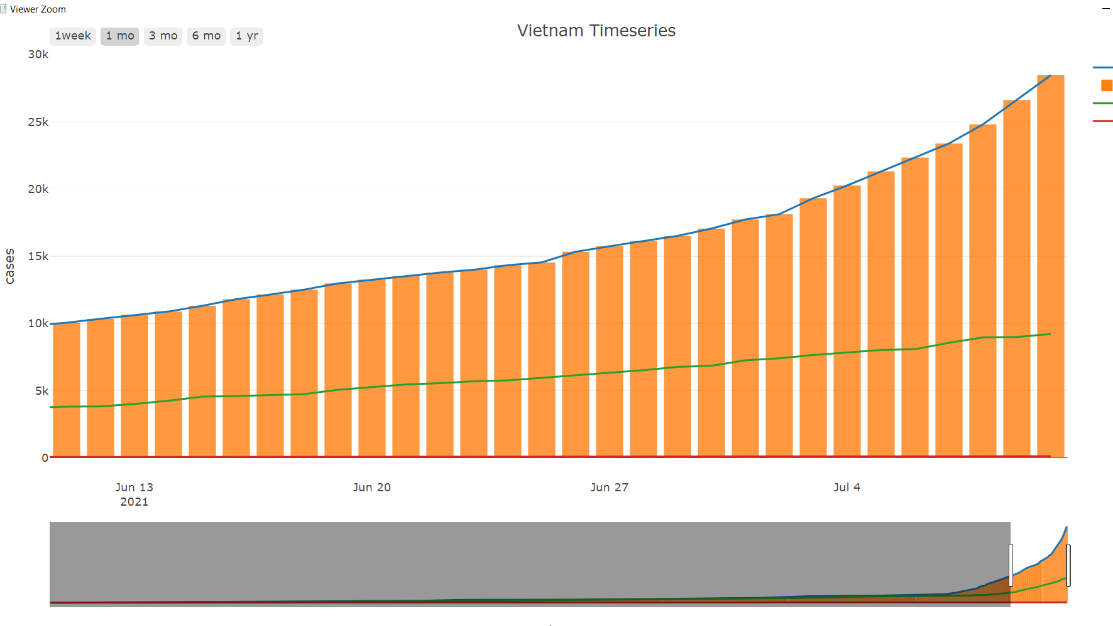 Viewer Zoom
Vietnam Timeseries
1week 1 mo 3 mo 6 mo 1 yr
30k
25k
20k
15k
10k
5k
0
cases
Jun 13 Jun 20 Jun 27 Jul 4
2021